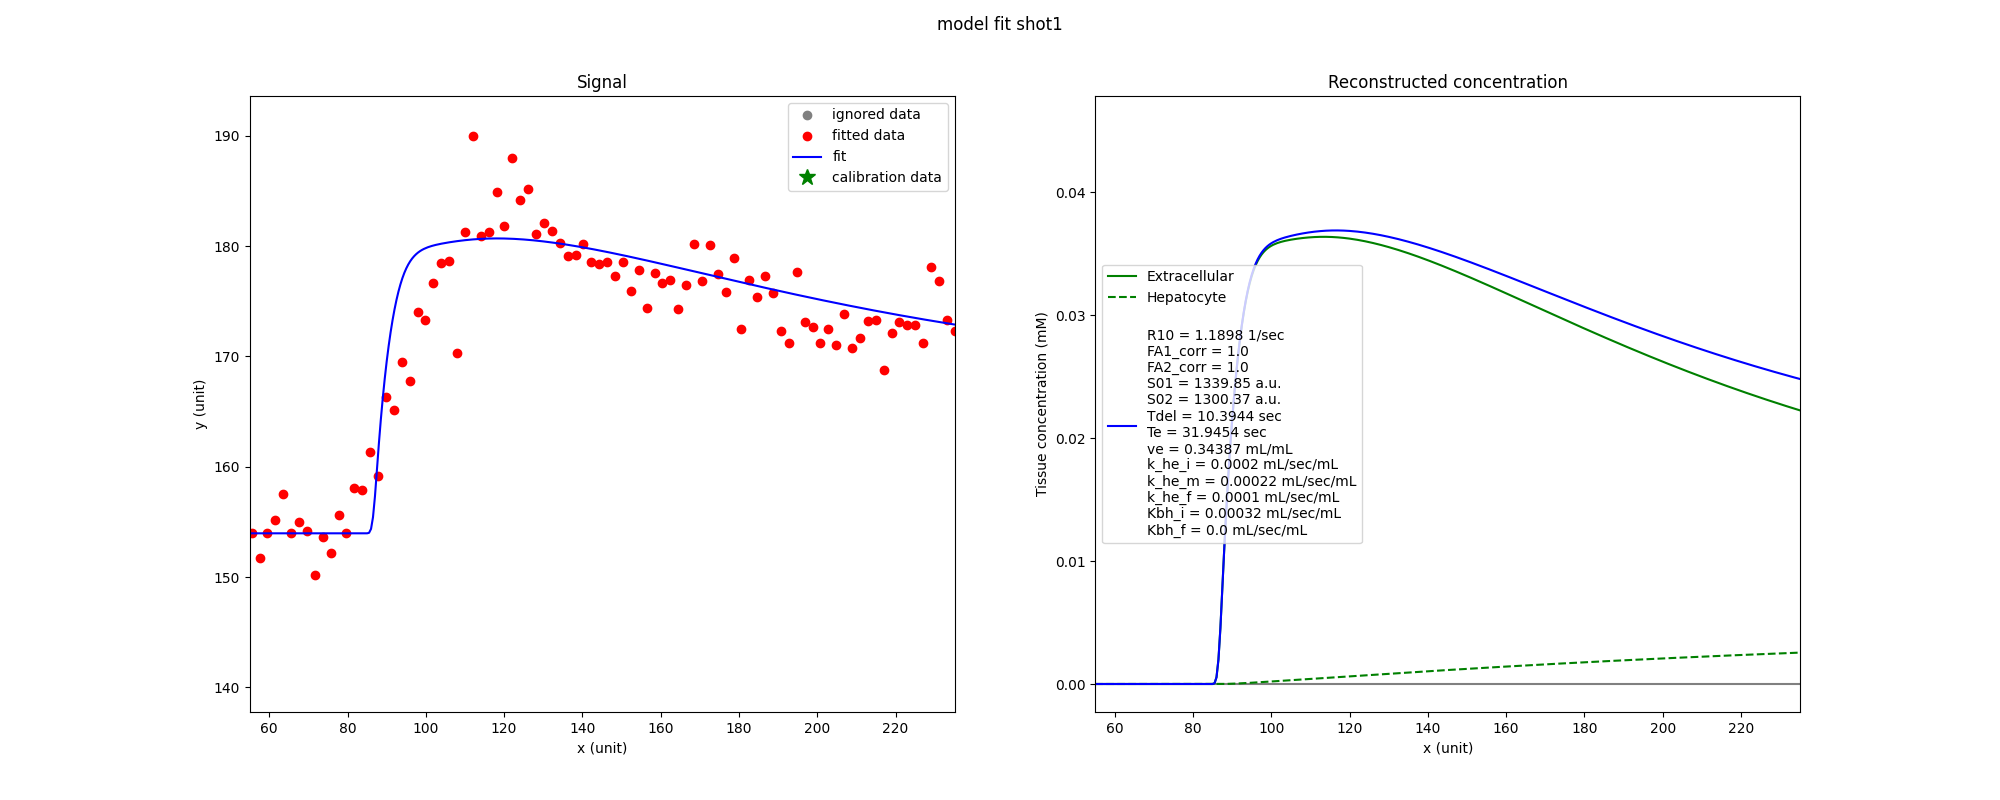 model fit shot1
Signal
190
180
170
160
150
140
y (unit)
60 80 100 120 140 160 180 200 220
x (unit)
ignored data
fitted data
fit
calibration data
Reconstructed concentration
0.04
0.03
0.02
0.01
0.00
Tissue concentration (mM)
60 80 100 120 140 160 180 200 220
x (unit)
Extracellular
Hepatocyte
R10 = 1.1898 1/sec
FA1_corr = 1.0
FA2_corr = 1.0
S01 = 1339.85 a.u.
S02 = 1300.37 a.u.
Tdel = 10.3944 sec
Te = 31.9454 sec
ve = 0.34387 mL/mL
k_he_i = 0.0002 mL/sec/mL
k_he_m = 0.00022 mL/sec/mL
k_he_f = 0.0001 mL/sec/mL
Kbh_i = 0.00032 mL/sec/mL
Kbh_f = 0.0 mL/sec/mL